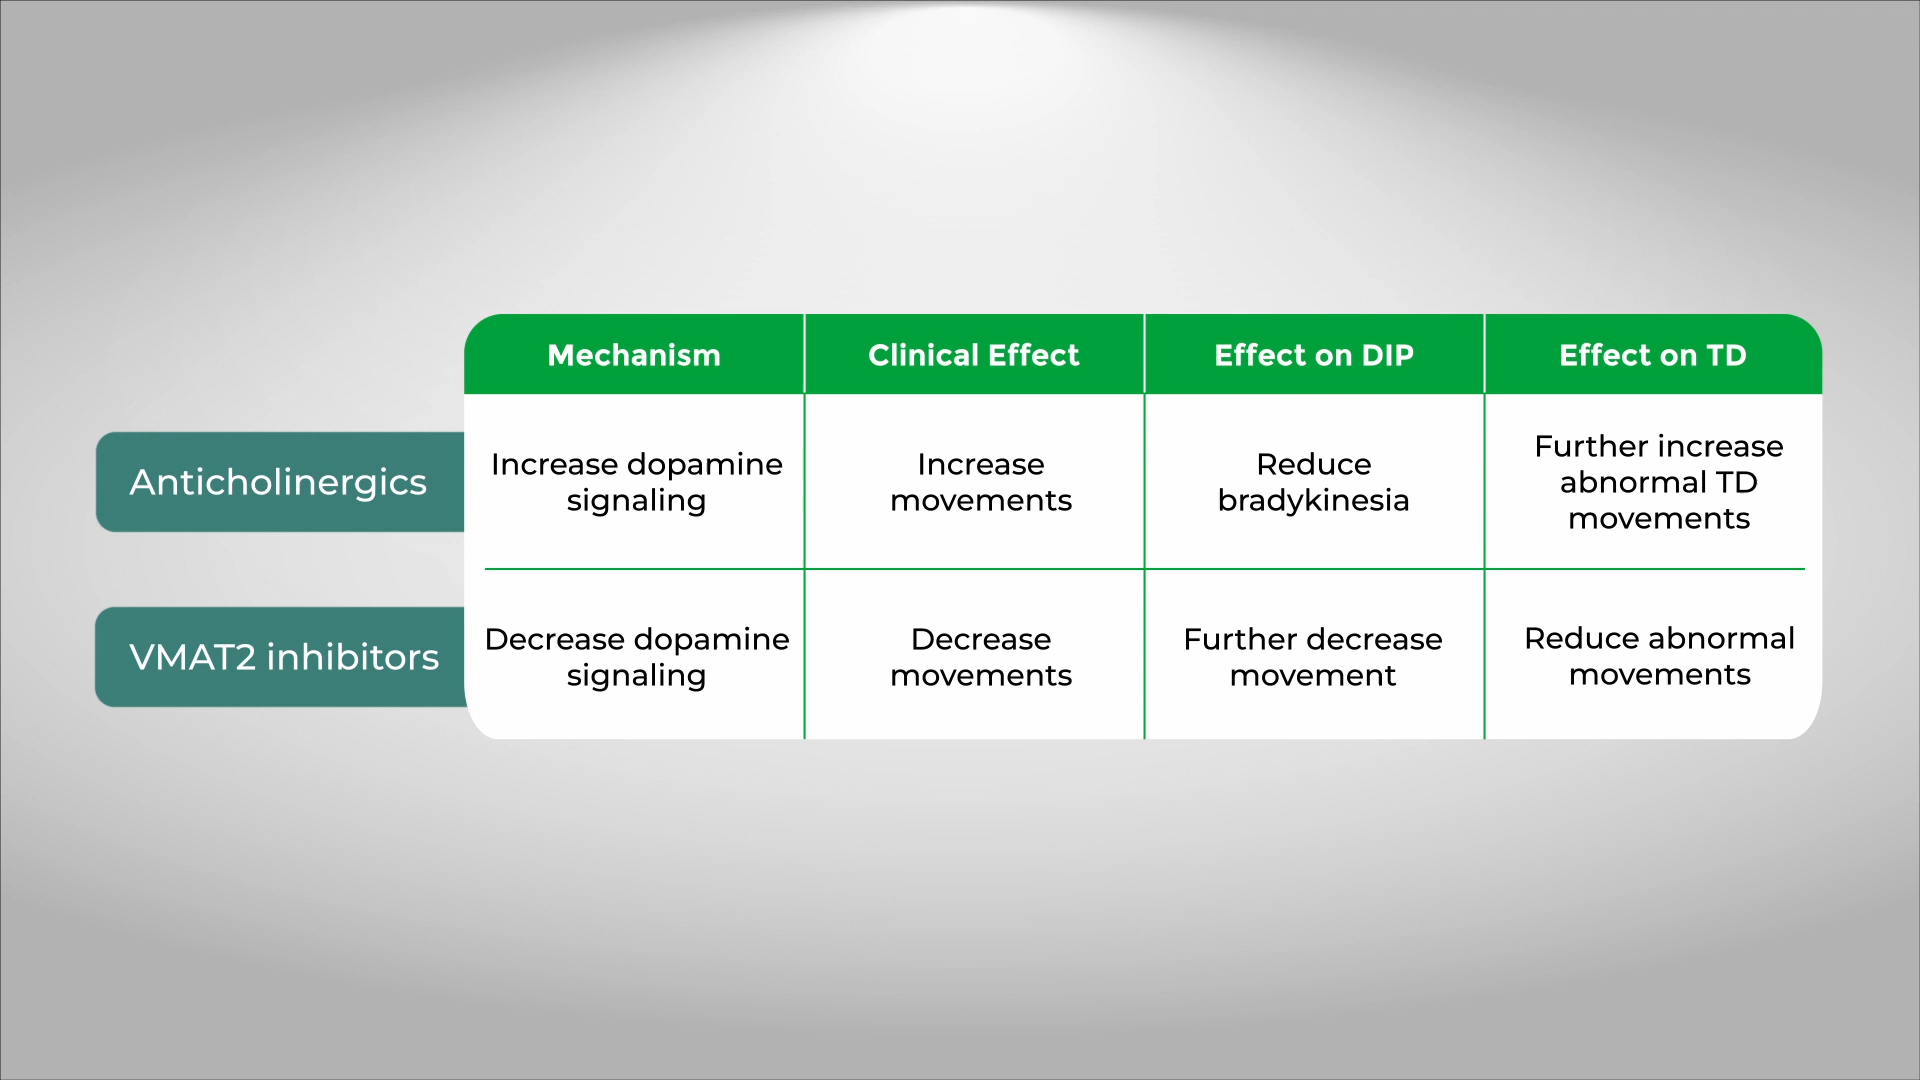 Mechanism
Clinical Effect
Effect on DIP
Effect on TD
Anticholinergics
Increase dopamine
signaling
Increase
movements
Reduce
bradykinesia
Further increase
abnormal TD
movements
VMAT2 inhibitors
Decrease dopamine
signaling
Decrease
movements
Further decrease
movement
Reduce abnormal
movements